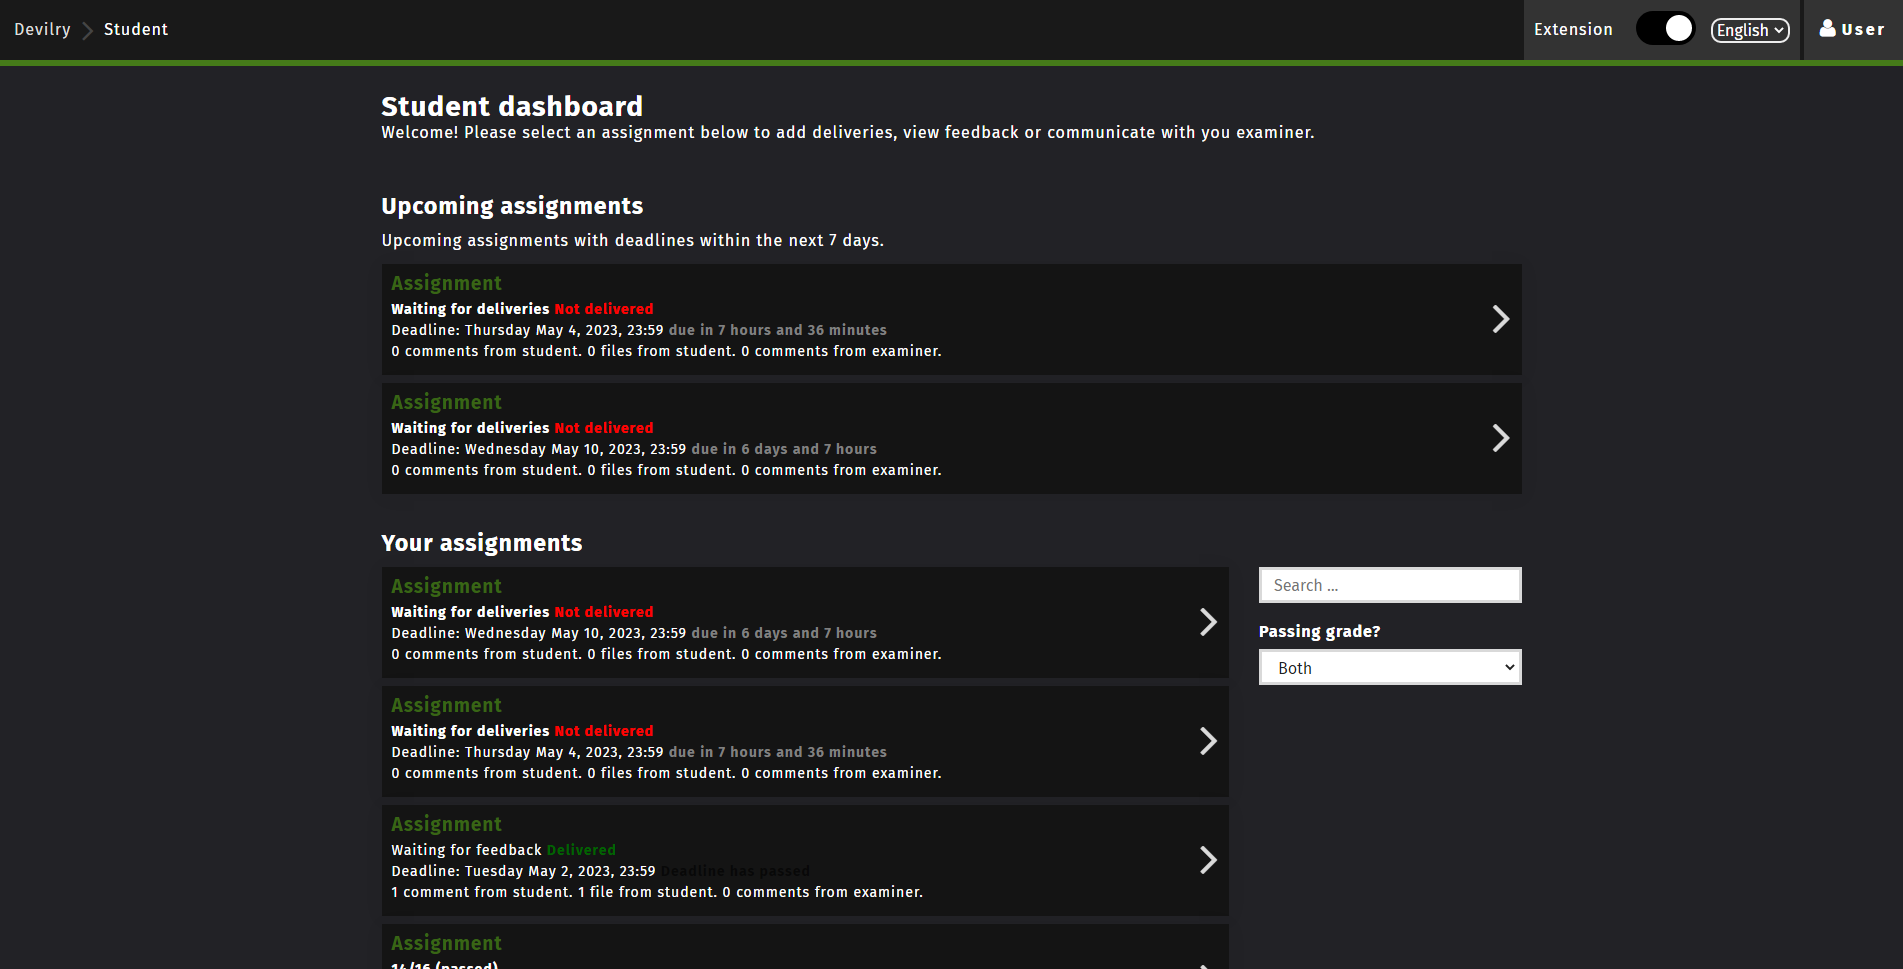 Devilry Student Extension English User
Student dashboard
Welcome! Please select an assignment below to add deliveries, view feedback or communicate with you examiner.
Upcoming assignments
Upcoming assignments with deadlines within the next 7 days.
Assignment
Waiting for deliveries Not delivered
Deadline: Thursday May 4, 2023, 23:59 due in 7 hours and 36 minutes
0 comments from student. 0 files from student. 0 comments from examiner.
Assignment
Waiting for deliveries Not delivered
Deadline: Wednesday May 10, 2023, 23:59 due in 6 days and 7 hours
0 comments from student. 0 files from student. 0 comments from examiner.
Your assignments
Assignment
Waiting for deliveries Not delivered
Deadline: Wednesday May 10, 2023, 23:59 due in 6 days and 7 hours
0 comments from student. 0 files from student. 0 comments from examiner.
Assignment
Waiting for deliveries Not delivered
Deadline: Thursday May 4, 2023, 23:59 due in 7 hours and 36 minutes
0 comments from student. 0 files from student. 0 comments from examiner.
Assignment
Waiting for feedback Delivered
Deadline: Tuesday May 2, 2023, 23:59 Deadline has passed
1 comment from student. 1 file from student. 0 comments from examiner.
Assignment
14/16 (passed)
Search ...
Passing grade?
Both